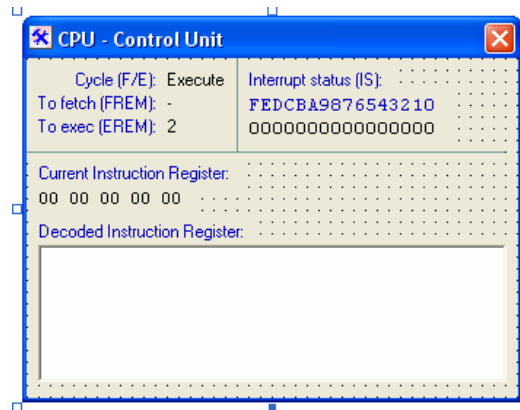 CPU - Control Unit
Cycle (F/E): Execute
To fetch (FREM): -
To exec (EREM): 2
Interrupt status (IS):
FEDCBA9876543210
0000000000000000
Current Instruction Register:
00 00 00 00 00
Decoded Instruction Register: